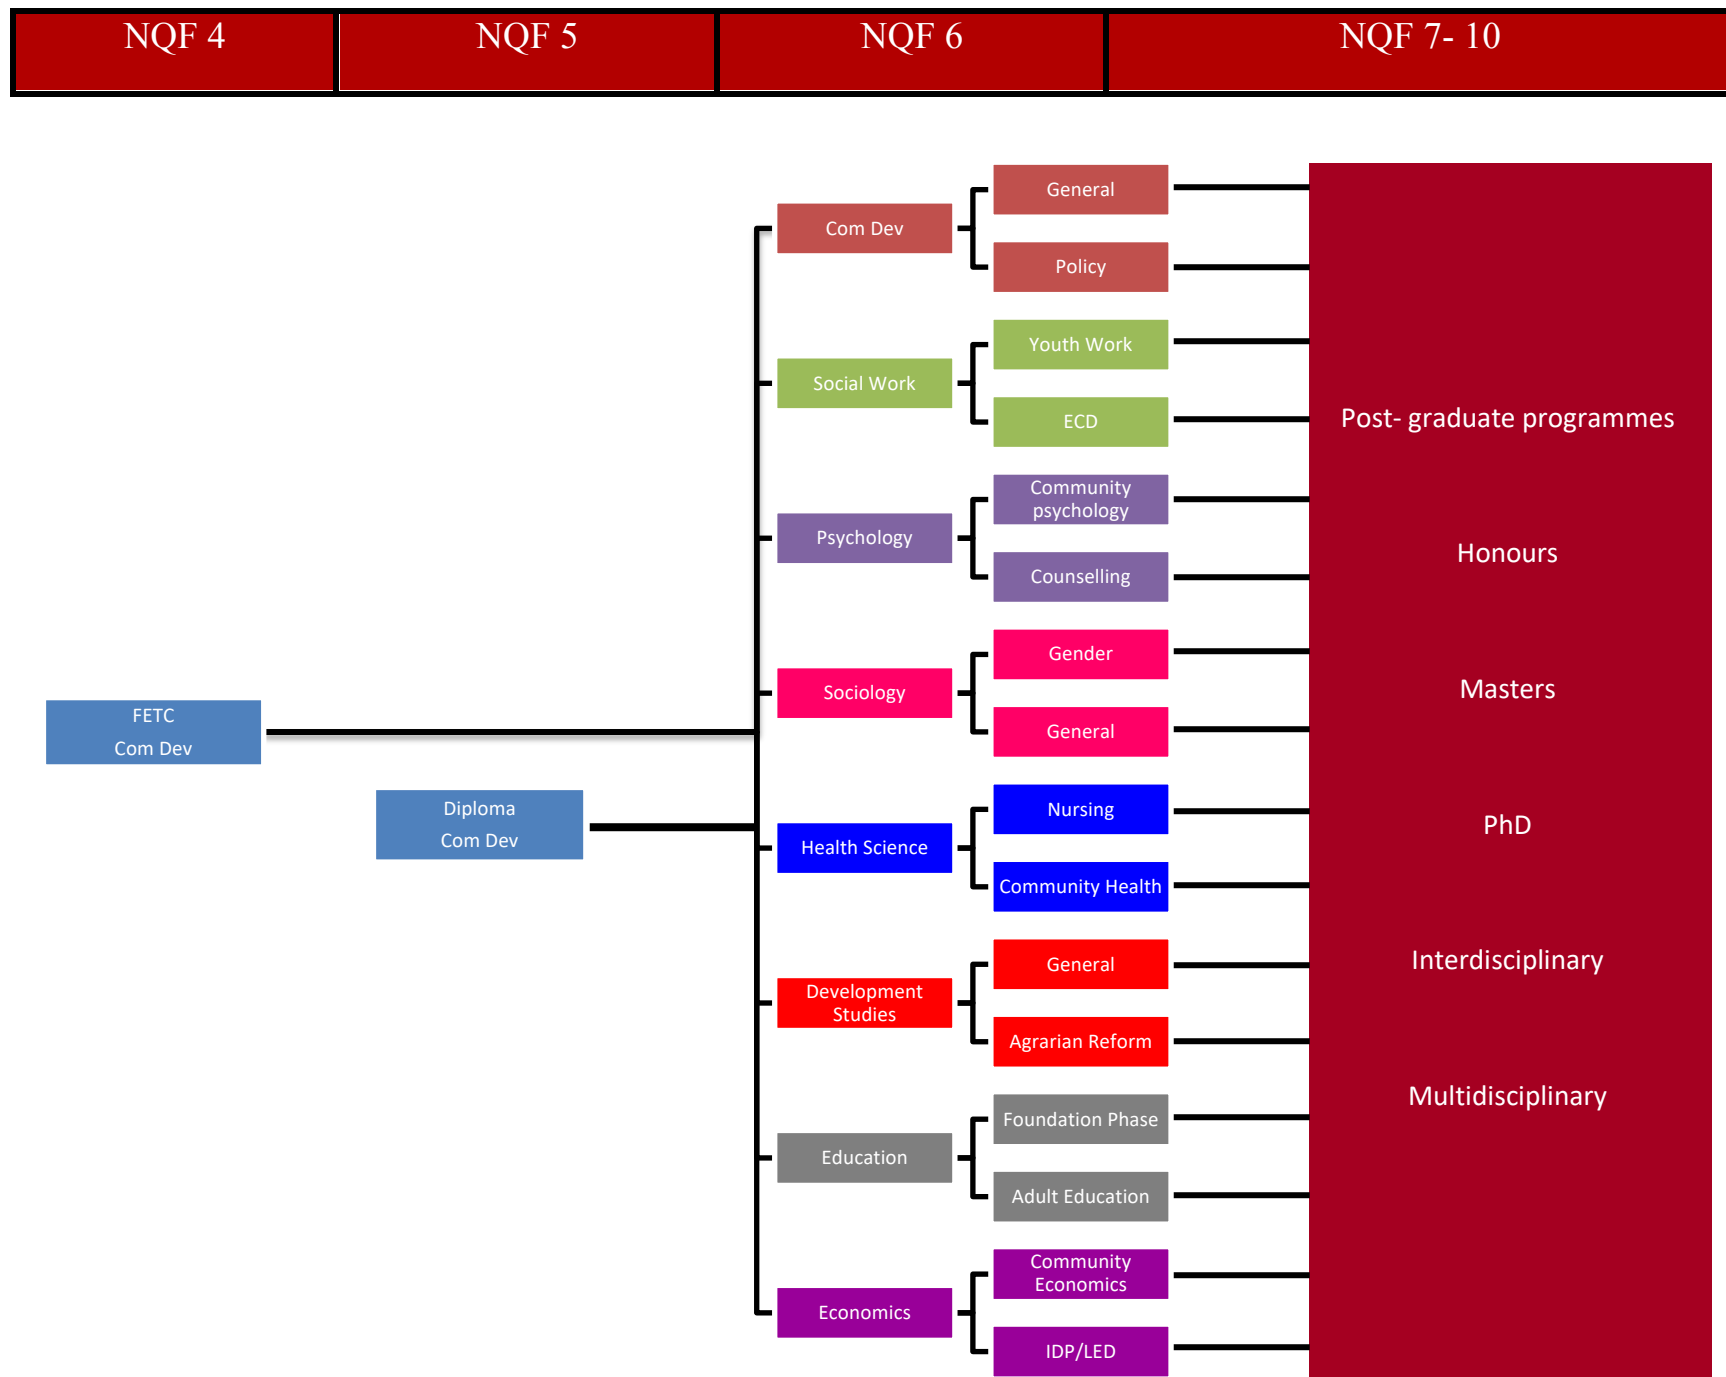 NQF 4
NQF 5
NQF 6
NQF 7- 10
FETC
Com Dev
Diploma
Com Dev
Com Dev
General
Policy
Social Work
Youth Work
ECD
Psychology
Community
psychology
Counselling
Sociology
Gender
General
Health Science
Nursing
Community Health
Development
Studies
General
Agrarian Reform
Education
Foundation Phase
Adult Education
Economics
Community
Economics
IDP/LED
Post- graduate programmes
Honours
Masters
PhD
Interdisciplinary
Multidisciplinary